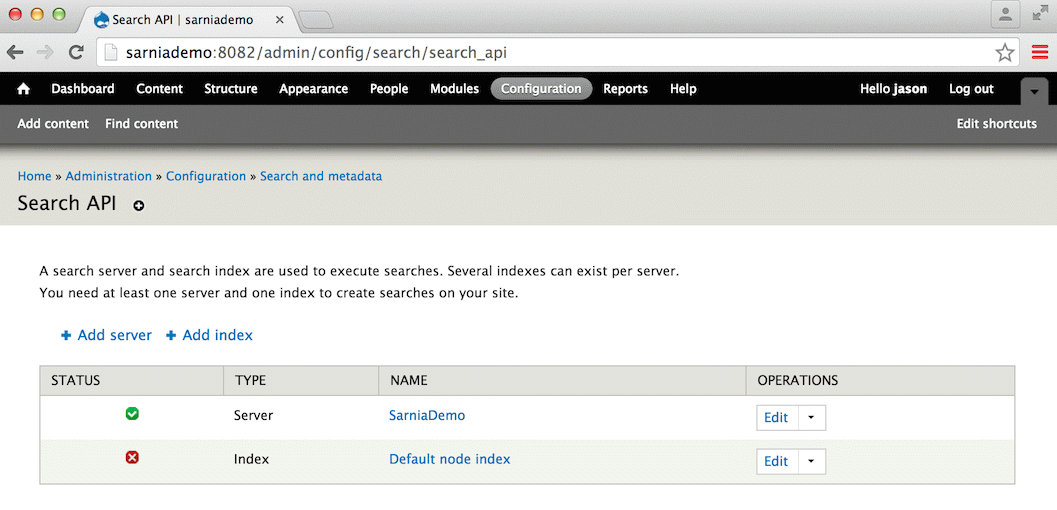 Search API | sarniademo
sarniademo:8082/admin/config/search/search_api
Dashboard Content Structure Appearance People Modules Configuration Reports Help Hello jason Log out
Add content Find content Edit shortcuts
Home » Administration » Configuration » Search and metadata
Search API
A search server and search index are used to execute searches. Several indexes can exist per server.
You need at least one server and one index to create searches on your site.
Add server Add index
STATUS TYPE NAME OPERATIONS
Server SarniaDemo Edit
Index Default node index Edit